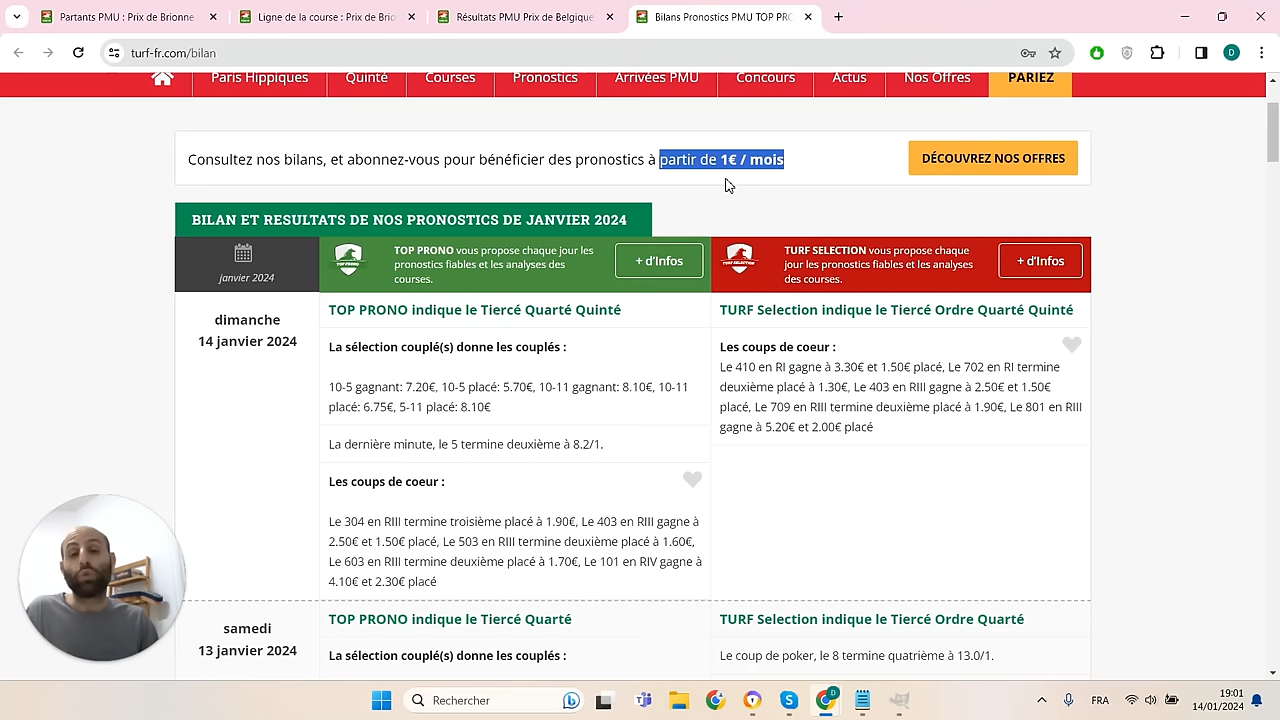 Partants PMU : Prix de Brionne
Ligne de la course : Prix de Brio
Résultats PMU Prix de Belgique
Bilans Pronostics PMU TOP PRO
turf-fr.com/bilan
D
Paris Hippiques
Quinté
Courses
Pronostics
Arrivées PMU
Concours
Actus
Nos Offres
PARIEZ
Consultez nos bilans, et abonnez-vous pour bénéficier des pronostics à partir de 1€ / mois
DÉCOUVREZ NOS OFFRES
BILAN ET RESULTATS DE NOS PRONOSTICS DE JANVIER 2024
janvier 2024
TOP PRONO vous propose chaque jour les
pronostics fiables et les analyses des
courses.
+ d'Infos
TURF SELECTION vous propose chaque
jour les pronostics fiables et les analyses
des courses.
+ d'Infos
dimanche
14 janvier 2024
TOP PRONO indique le Tiercé Quarté Quinté
La sélection couplé(s) donne les couplés :
10-5 gagnant: 7.20€, 10-5 placé: 5.70€, 10-11 gagnant: 8.10€, 10-11
placé: 6.75€, 5-11 placé: 8.10€
La dernière minute, le 5 termine deuxième à 8.2/1.
Les coups de coeur :
Le 304 en RIII termine troisième placé à 1.90€, Le 403 en RIII gagne à
2.50€ et 1.50€ placé, Le 503 en RIII termine deuxième placé à 1.60€,
Le 603 en RIII termine deuxième placé à 1.70€, Le 101 en RIV gagne à
4.10€ et 2.30€ placé
TURF Selection indique le Tiercé Ordre Quarté Quinté
Les coups de coeur :
Le 410 en RI gagne à 3.30€ et 1.50€ placé, Le 702 en RI termine
deuxième placé à 1.30€, Le 403 en RIII gagne à 2.50€ et 1.50€
placé, Le 709 en RIII termine deuxième placé à 1.90€, Le 801 en RIII
gagne à 5.20€ et 2.00€ placé
samedi
13 janvier 2024
TOP PRONO indique le Tiercé Quarté
La sélection couplé(s) donne les couplés :
TURF Selection indique le Tiercé Ordre Quarté
Le coup de poker, le 8 termine quatrième à 13.0/1.
Rechercher
FRA
19:01
14/01/2024